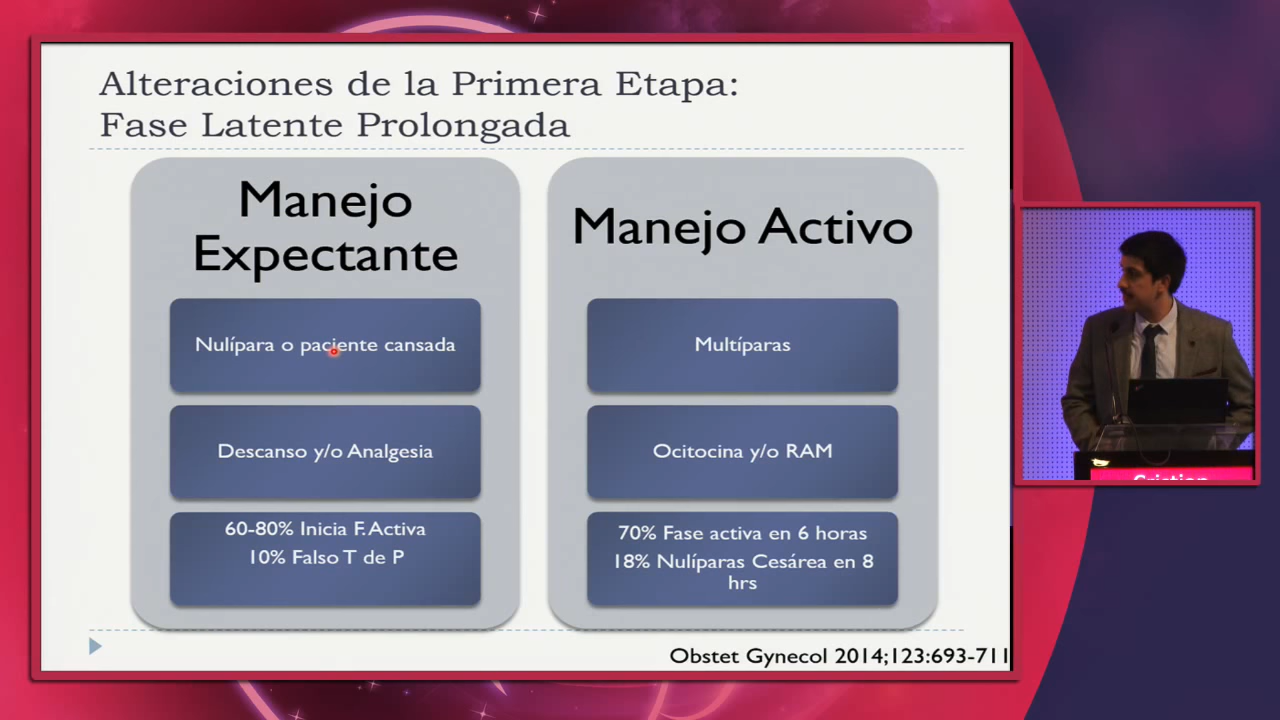 Alteraciones de la Primera Etapa:
Fase Latente Prolongada
Manejo
Expectante
Nulípara o paciente cansada
Descanso y/o Analgesia
60-80% Inicia F. Activa
10% Falso T de P
Manejo Activo
Multíparas
Ocitocina y/o RAM
70% Fase activa en 6 horas
18% Nulíparas Cesárea en 8
hrs
Obstet Gynecol 2014;123:693-711
Cristian